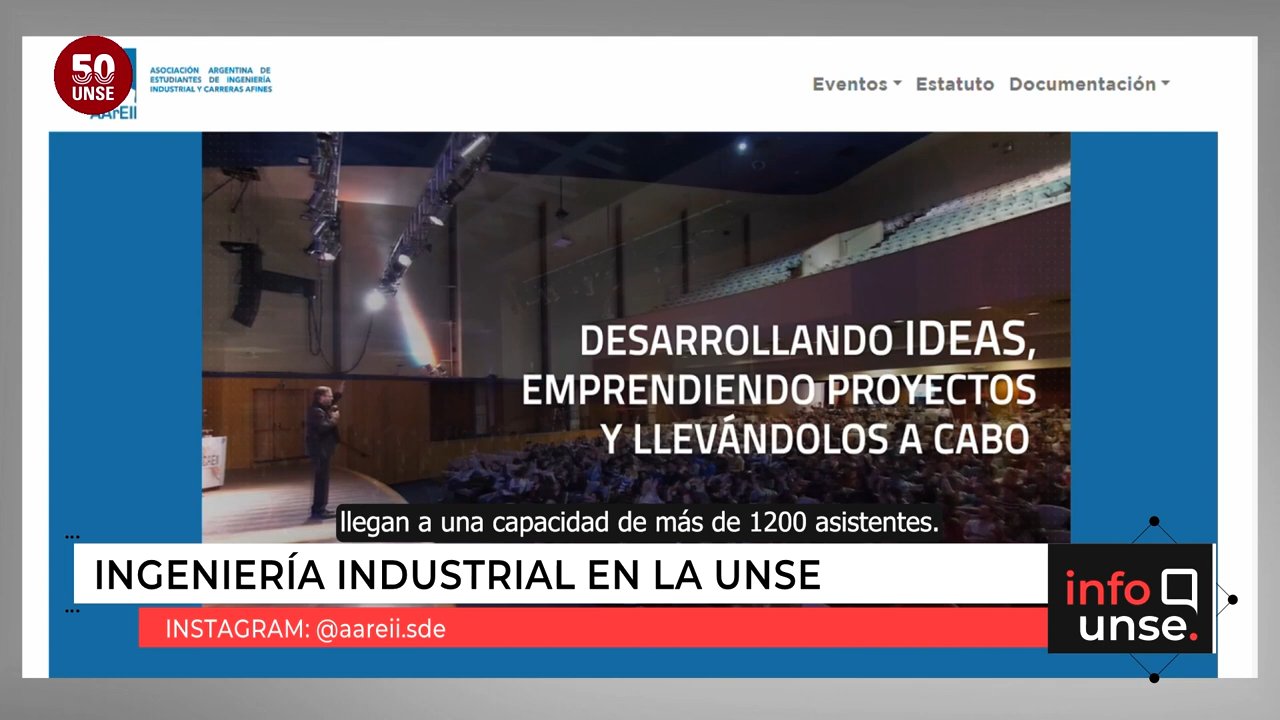 50
UNSE
AArEII
ASOCIACIÓN ARGENTINA DE
ESTUDIANTES DE INGENIERÍA
INDUSTRIAL Y CARRERAS AFINES
Eventos
Estatuto
Documentación
DESARROLLANDO IDEAS,
EMPRENDIENDO PROYECTOS
Y LLEVÁNDOLOS A CABO
llegan a una capacidad de más de 1200 asistentes.
INGENIERÍA INDUSTRIAL EN LA UNSE
INSTAGRAM: @aareii.sde
info
unse.